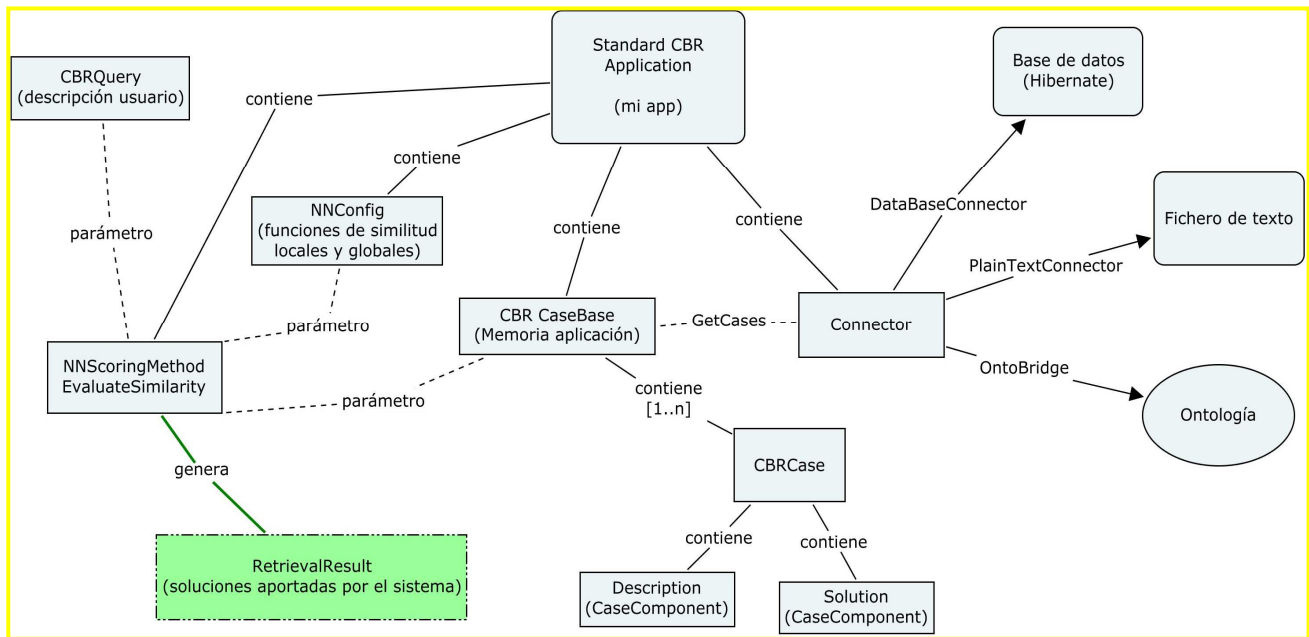 Standard CBR
Application
(mi app)
CBRQuery
(descripción usuario)
Base de datos
(Hibernate)
contiene
contiene
parámetro
NNConfig
(funciones de similitud
locales y globales)
contiene
contiene
DataBaseConnector
Fichero de texto
PlainTextConnector
parámetro
CBR CaseBase
(Memoria aplicación)
GetCases
Connector
NNScoringMethod
EvaluateSimilarity
parámetro
contiene
[1..n]
OntoBridge
Ontología
genera
CBRCase
contiene
contiene
RetrievalResult
(soluciones aportadas por el sistema)
Description
(CaseComponent)
Solution
(CaseComponent)